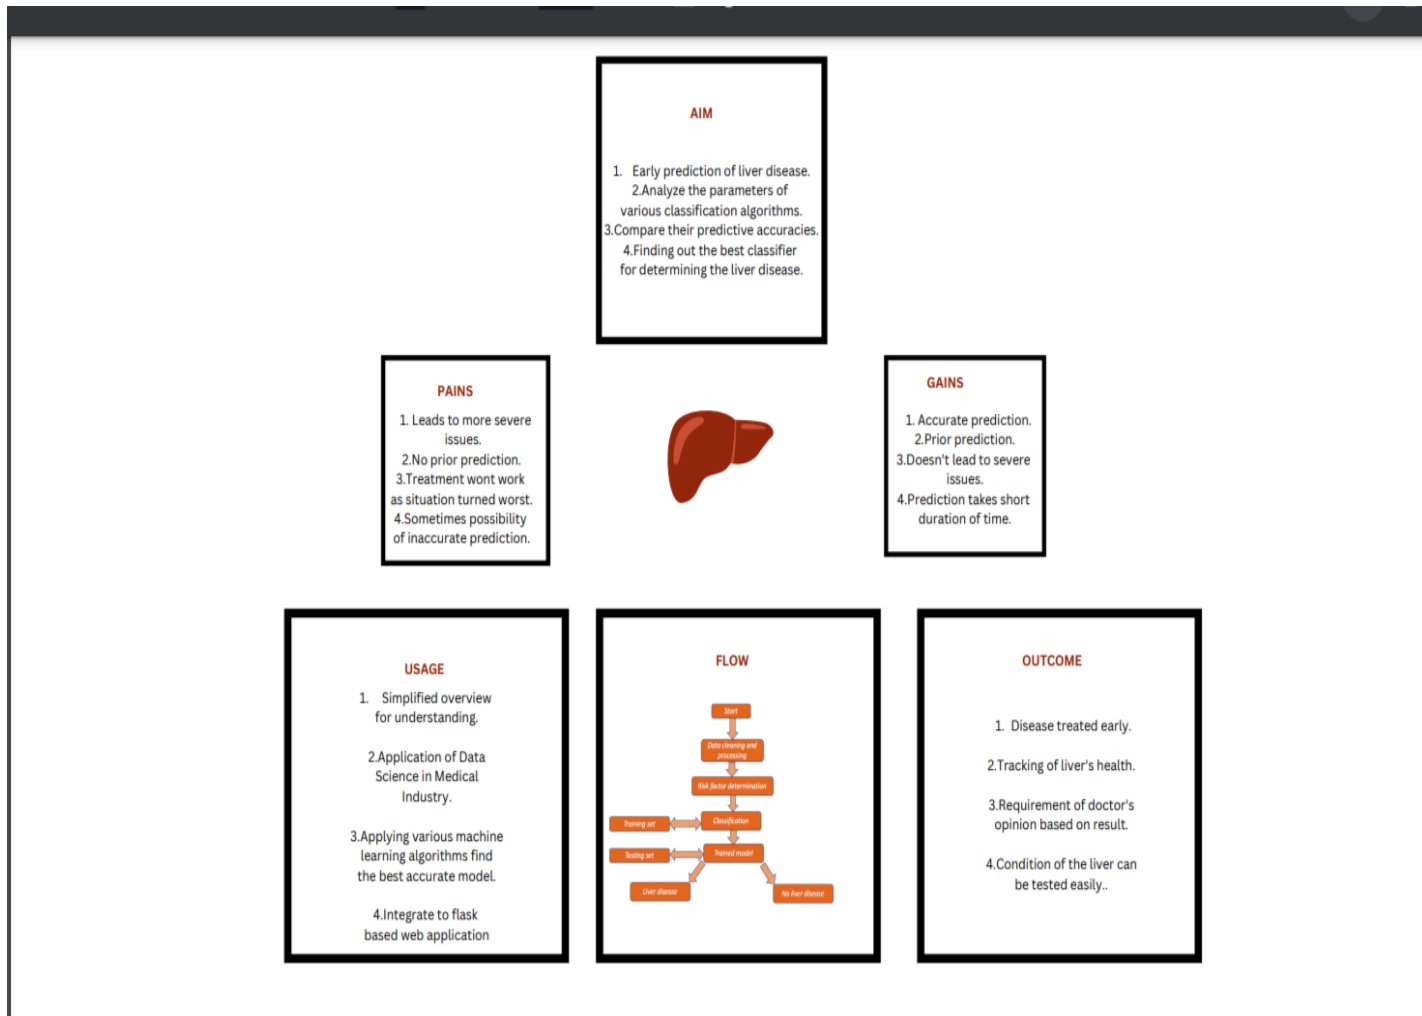 AIM
1. Early prediction of liver disease.
2.Analyze the parameters of
various classification algorithms.
3.Compare their predictive accuracies.
4.Finding out the best classifier
for determining the liver disease.
PAINS
1. Leads to more severe
issues.
2.No prior prediction.
3.Treatment wont work
as situation turned worst.
4.Sometimes possibility
of inaccurate prediction.
GAINS
1. Accurate prediction.
2.Prior prediction.
3.Doesn't lead to severe
issues.
4.Prediction takes short
duration of time.
USAGE
1. Simplified overview
for understanding.
2.Application of Data
Science in Medical
Industry.
3.Applying various machine
learning algorithms find
the best accurate model.
4.Integrate to flask
based web application
FLOW
Start
Data cleaning and
processing
Risk factor determination
Classification
Training set
Trained model
Testing set
Liver disease
No liver disease
OUTCOME
1. Disease treated early.
2.Tracking of liver's health.
3.Requirement of doctor's
opinion based on result.
4.Condition of the liver can
be tested easily..